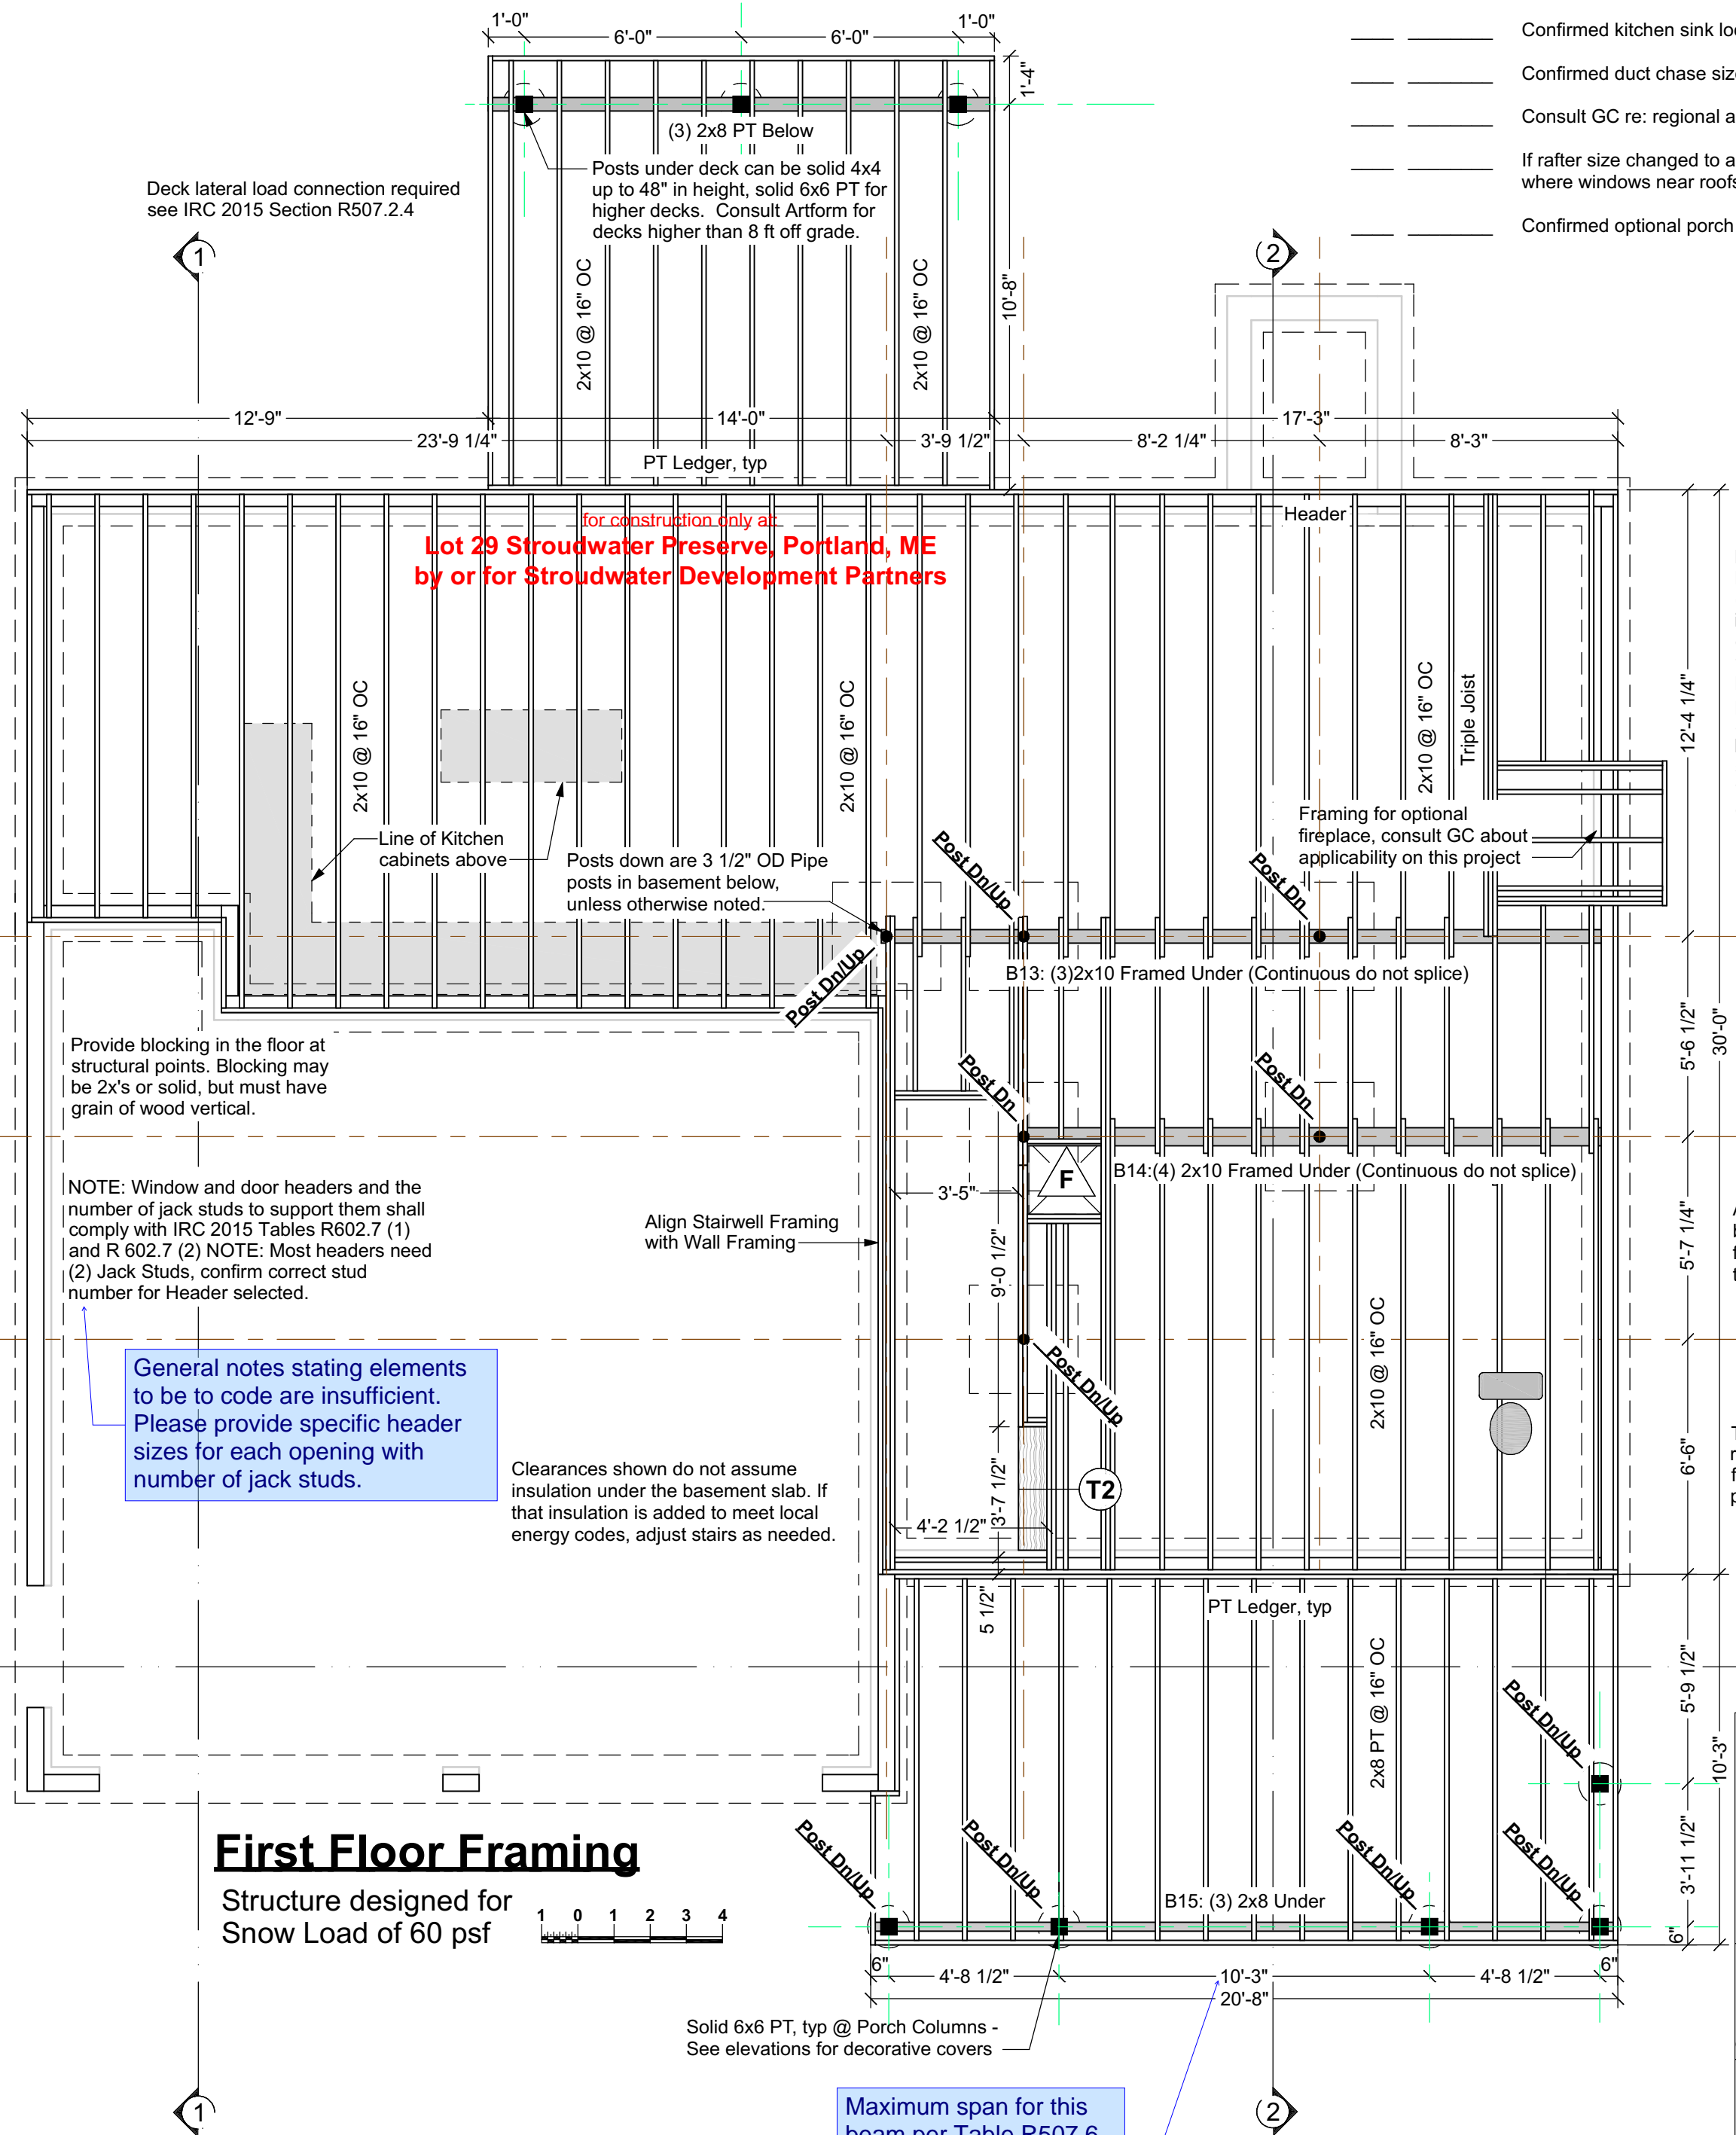 1'-0"
6'-0"
6'-0"
1'-0"
1'-4"
Confirmed kitchen sink
Confirmed duct chase
Consult GC re: regional
If rafter size changed to
where windows near
Confirmed optional porch
(3) 2x8 PT Below
Posts under deck can be solid 4x4
up to 48" in height, solid 6x6 PT for
higher decks. Consult Artform for
decks higher than 8 ft off grade.
Deck lateral load connection required
see IRC 2015 Section R507.2.4
1
2
2x10 @ 16" OC
2x10 @ 16" OC
10'-8"
12'-9"
14'-0"
17'-3"
23'-9 1/4"
3'-9 1/2"
8'-2 1/4"
8'-3"
PT Ledger, typ
Header
for construction only at:
Lot 29 Stroudwater Preserve, Portland, ME
by or for Stroudwater Development Partners
2x10 @ 16" OC
2x10 @ 16" OC
2x10 @ 16" OC
Triple Joist
12'-4 1/4"
Line of Kitchen
cabinets above
Posts down are 3 1/2" OD Pipe
posts in basement below,
unless otherwise noted.
Framing for optional
fireplace, consult GC about
applicability on this project
Post Dn/Up
Post Dn
Post Dn/Up
B13: (3)2x10 Framed Under (Continuous do not splice)
5'-6 1/2"
30'-0"
Provide blocking in the floor at
structural points. Blocking may
be 2x's or solid, but must have
grain of wood vertical.
Post Dn
Post Dn
B14:(4) 2x10 Framed Under (Continuous do not splice)
F
3'-5"
NOTE: Window and door headers and the
number of jack studs to support them shall
comply with IRC 2015 Tables R602.7 (1)
and R 602.7 (2) NOTE: Most headers need
(2) Jack Studs, confirm correct stud
number for Header selected.
Align Stairwell Framing
with Wall Framing
9'-0 1/2"
5'-7 1/4"
2x10 @ 16" OC
Post Dn/Up
General notes stating elements
to be to code are insufficient.
Please provide specific header
sizes for each opening with
number of jack studs.
Clearances shown do not assume
insulation under the basement slab. If
that insulation is added to meet local
energy codes, adjust stairs as needed.
T2
3'-7 1/2"
4'-2 1/2"
6'-6"
5 1/2"
PT Ledger, typ
2x8 PT @ 16" OC
5'-9 1/2"
10'-3"
Post Dn/Up
3'-11 1/2"
First Floor Framing
Structure designed for
Snow Load of 60 psf
1 0 1 2 3 4
Post Dn/Up
Post Dn/Up
Post Dn/Up
Post Dn/Up
B15: (3) 2x8 Under
6"
6"
4'-8 1/2"
10'-3"
4'-8 1/2"
6"
20'-8"
Solid 6x6 PT, typ @ Porch Columns -
See elevations for decorative covers
1
2
Maximum span for this
beam per Table R507.6